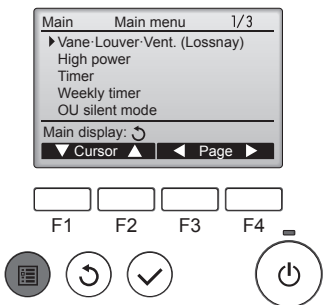 Main Main menu 1/3
Vane·Louver·Vent. (Lossnay)
High power
Timer
Weekly timer
OU silent mode
Main display:
Cursor Page
F1 F2 F3 F4